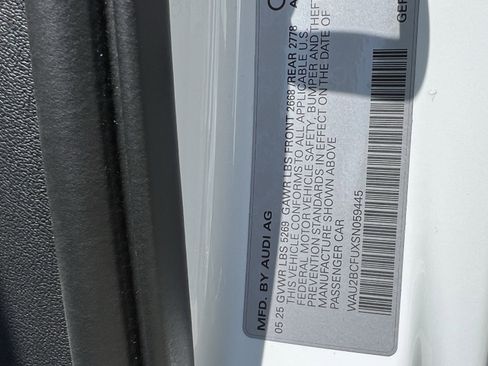 MFD. BY AUDI AG
05 25 GVWR LBS 5269 GAWR LBS FRONT 2668 /REAR 2778
THIS VEHICLE CONFORMS TO ALL APPLICABLE U.S.
FEDERAL MOTOR VEHICLE SAFETY, BUMPER AND THEFT
PREVENTION STANDARDS IN EFFECT ON THE DATE OF
MANUFACTURE SHOWN ABOVE
PASSENGER CAR
WAU2BCFUXSN059445